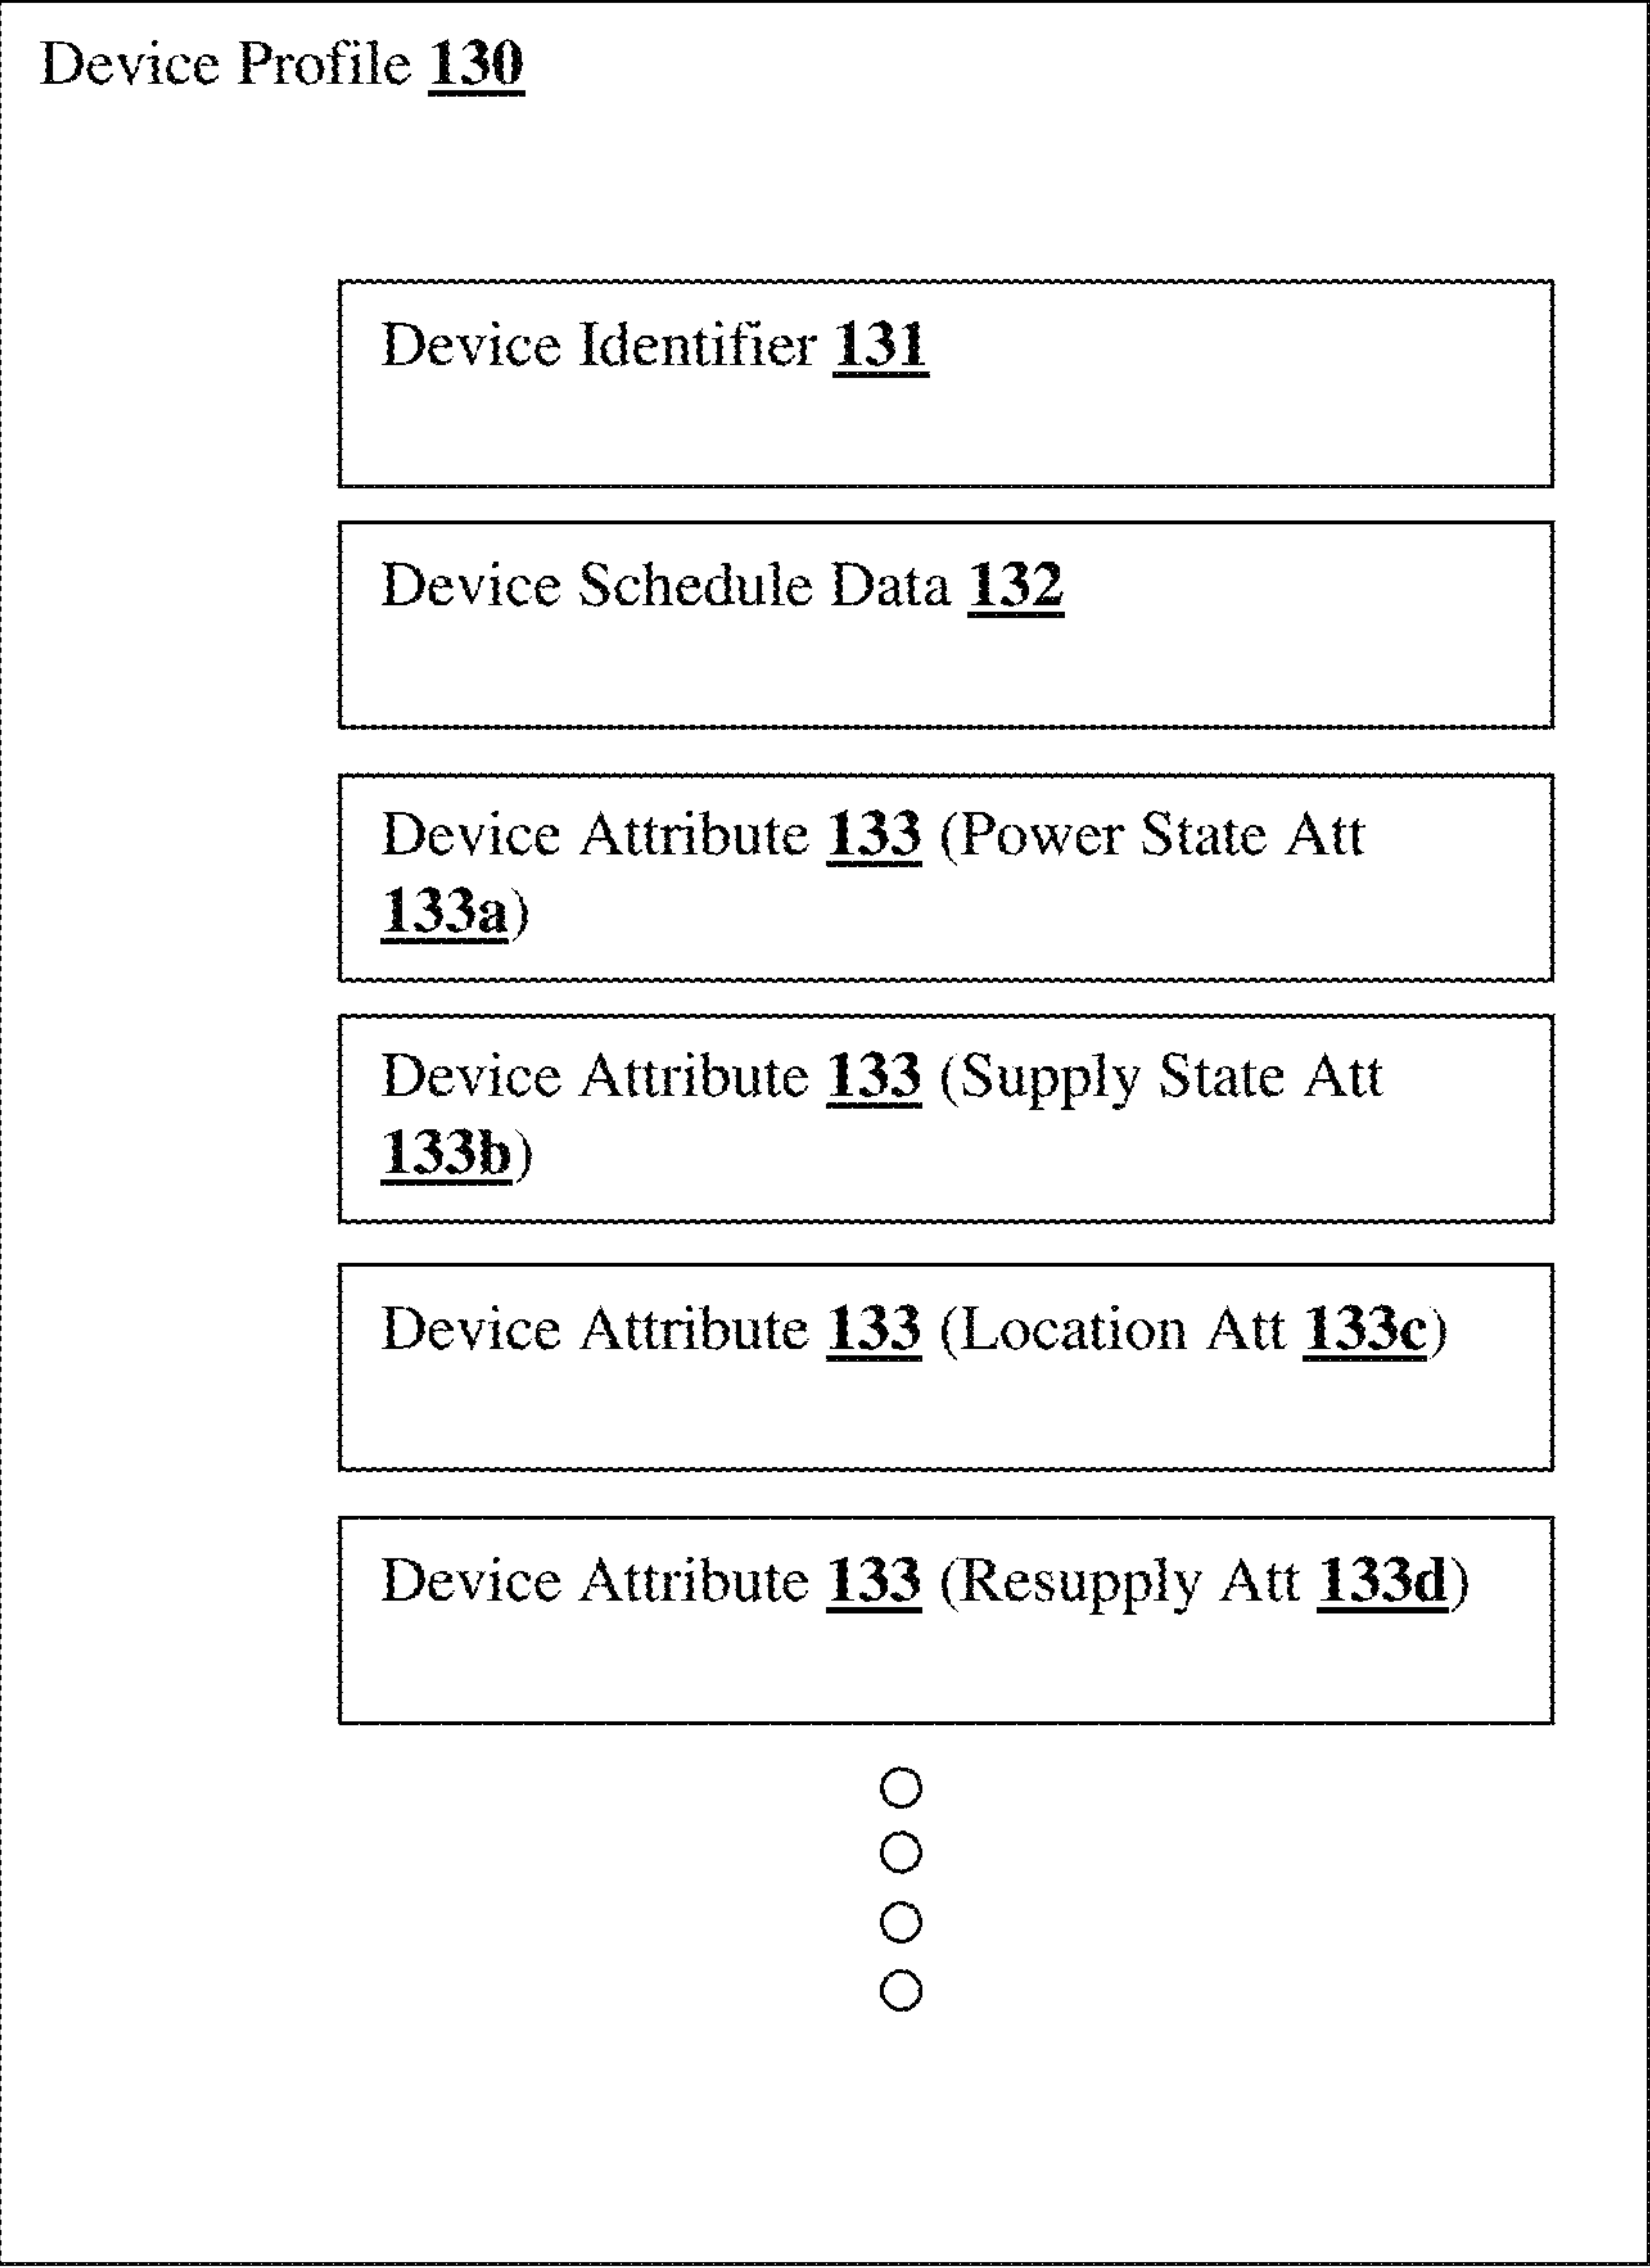 Device Profile 130
Device Identifier 131
Device Schedule Data 132
Device Attribute 133 (Power State Att
133a)
Device Attribute 133 (Supply State Att
133b)
Device Attribute 133 (Location Att 133c)
Device Attribute 133 (Resupply Att 133d)